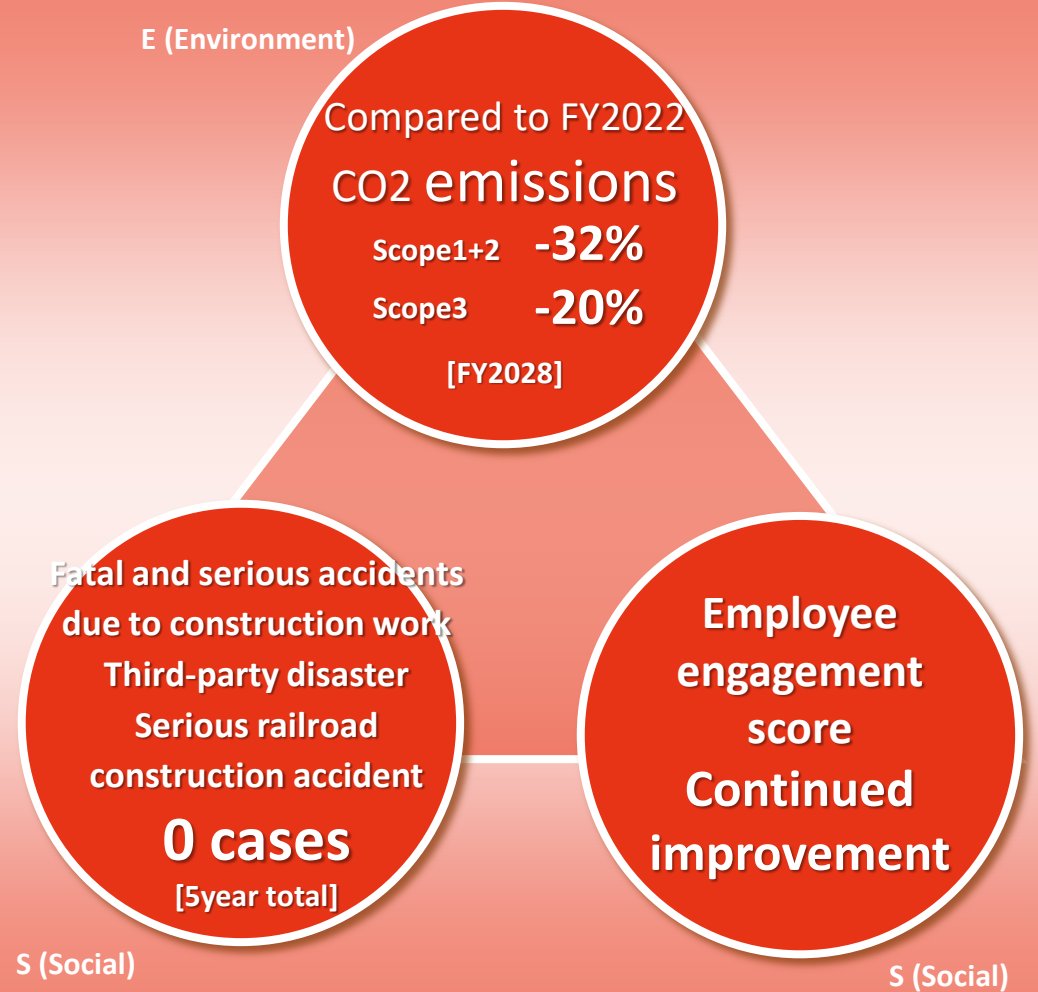 E (Environment)
Compared to FY2022
CO2 emissions
Scope1+2 -32%
Scope3 -20%
[FY2028]
Fatal and serious accidents
due to construction work
Third-party disaster
Serious railroad
construction accident
0 cases
[5year total]
S (Social)
Employee
engagement
score
Continued
improvement
S (Social)